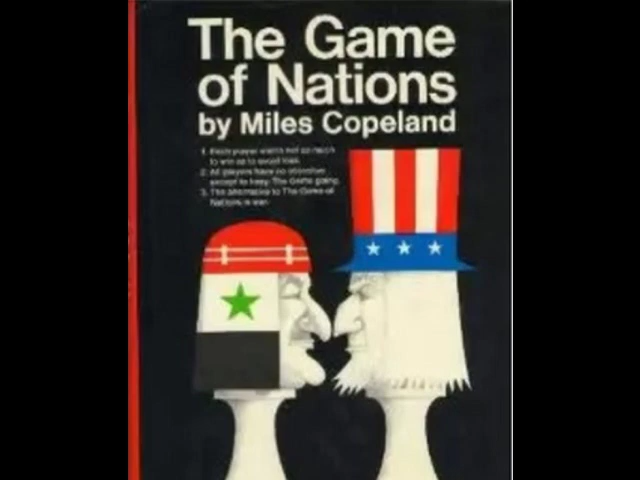 The Game
of Nations
by Miles Copeland
1. Each player wants not so much
to win as to avoid loss.
2. All players have no objective
except to keep The Game going.
3. The alternative to The Game of
Nations is war.